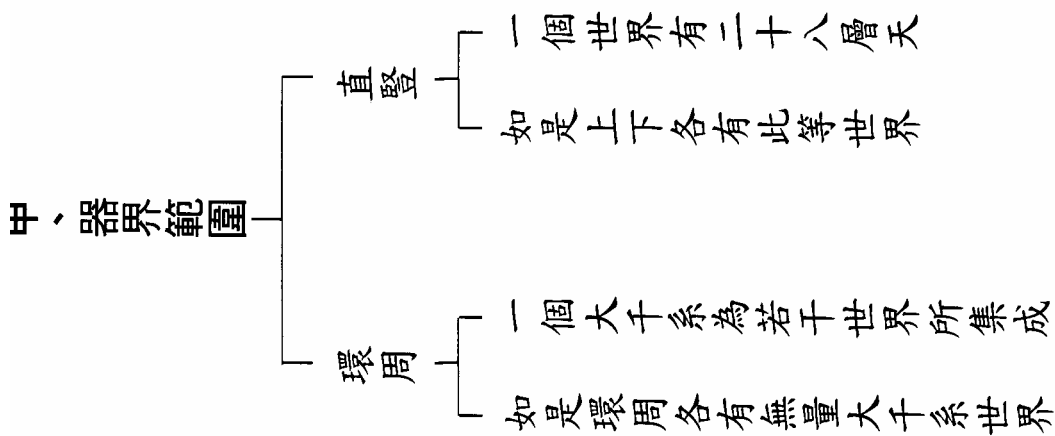 甲、器界範圍
直豎
一個世界有二十八層天
如是上下各有此等世界
環周
一個大千系為若干世界所集成
如是環周各有無量大千系世界